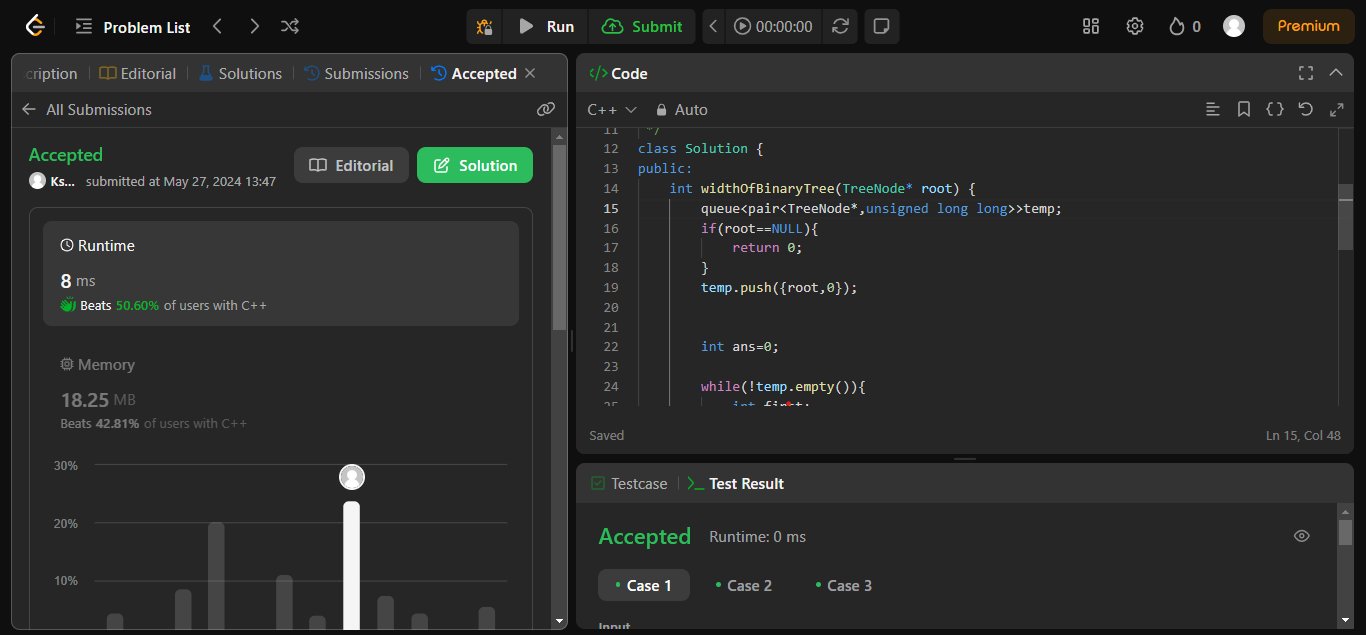 Problem List
Run
Submit
00:00:00
0
Premium
cription
Editorial
Solutions
Submissions
Accepted
All Submissions
Accepted
Ks... submitted at May 27, 2024 13:47
Editorial
Solution
Runtime
8 ms
Beats 50.60% of users with C++
Memory
18.25 MB
Beats 42.81% of users with C++
30%
20%
10%
</> Code
C++
Auto
11 */
12 class Solution {
13 public:
14 int widthOfBinaryTree(TreeNode* root) {
15 queue<pair<TreeNode*,unsigned long long>>temp;
16 if(root==NULL){
17 return 0;
18 }
19 temp.push({root,0});
20
21
22 int ans=0;
23
24 while(!temp.empty()){
25 int first;
Saved
Ln 15, Col 48
Testcase
Test Result
Accepted Runtime: 0 ms
Case 1
Case 2
Case 3
Input